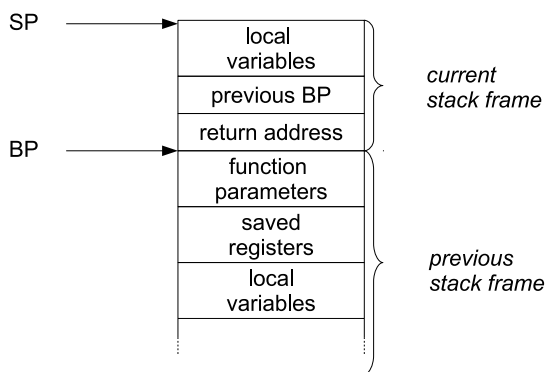 SP
local
variables
current
stack frame
previous BP
return address
BP
function
parameters
saved
registers
previous
stack frame
local
variables